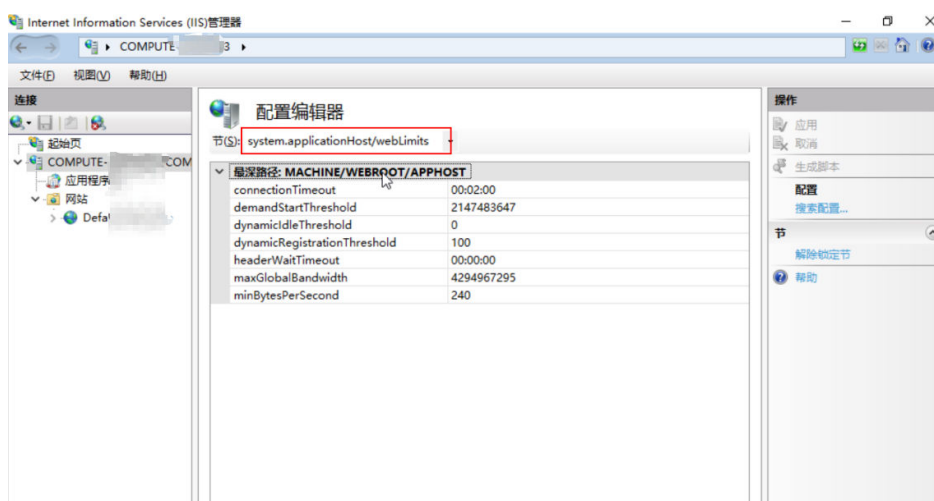 Internet Information Services (IIS)管理器
COMPUTE
3
文件(F) 视图(V) 帮助(H)
连接
起始页
COMPUTE- COM
应用程序
网站
Defa
配置编辑器
节(S): system.applicationHost/webLimits
最深路径: MACHINE/WEBROOT/APPHOST
connectionTimeout 00:02:00
demandStartThreshold 2147483647
dynamicIdleThreshold 0
dynamicRegistrationThreshold 100
headerWaitTimeout 00:00:00
maxGlobalBandwidth 4294967295
minBytesPerSecond 240
操作
应用
取消
生成脚本
配置
搜索配置...
节
解除锁定节
帮助